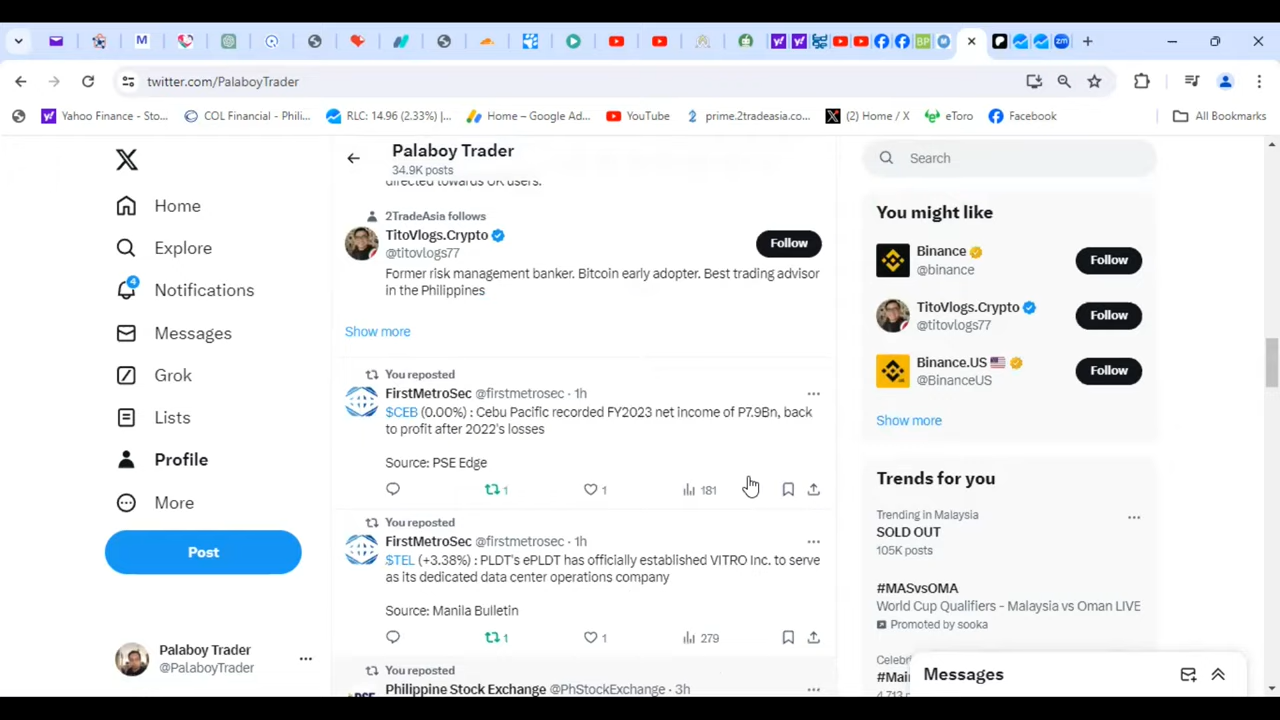 twitter.com/PalaboyTrader
Yahoo Finance - Sto...
COL Financial - Phili...
RLC: 14.96 (2.33%) |...
Home – Google Ad...
YouTube
prime.2tradeasia.co...
(2) Home / X
eToro
Facebook
All Bookmarks
Home
Explore
4
Notifications
Messages
Grok
Lists
Profile
More
Post
Palaboy Trader
@PalaboyTrader
Palaboy Trader
34.9K posts
directed towards UK users.
2TradeAsia follows
TitoVlogs.Crypto
@titovlogs77
Follow
Former risk management banker. Bitcoin early adopter. Best trading advisor
in the Philippines
Show more
You reposted
FirstMetroSec @firstmetrosec · 1h
$CEB (0.00%) : Cebu Pacific recorded FY2023 net income of P7.9Bn, back
to profit after 2022's losses
Source: PSE Edge
1
1
181
You reposted
FirstMetroSec @firstmetrosec · 1h
$TEL (+3.38%) : PLDT's ePLDT has officially established VITRO Inc. to serve
as its dedicated data center operations company
Source: Manila Bulletin
1
1
279
You reposted
Philippine Stock Exchange @PhStockExchange · 3h
Search
You might like
Binance
@binance
Follow
TitoVlogs.Crypto
@titovlogs77
Follow
Binance.US
@BinanceUS
Follow
Show more
Trends for you
Trending in Malaysia
SOLD OUT
105K posts
#MASvsOMA
World Cup Qualifiers - Malaysia vs Oman LIVE
Promoted by sooka
Messages